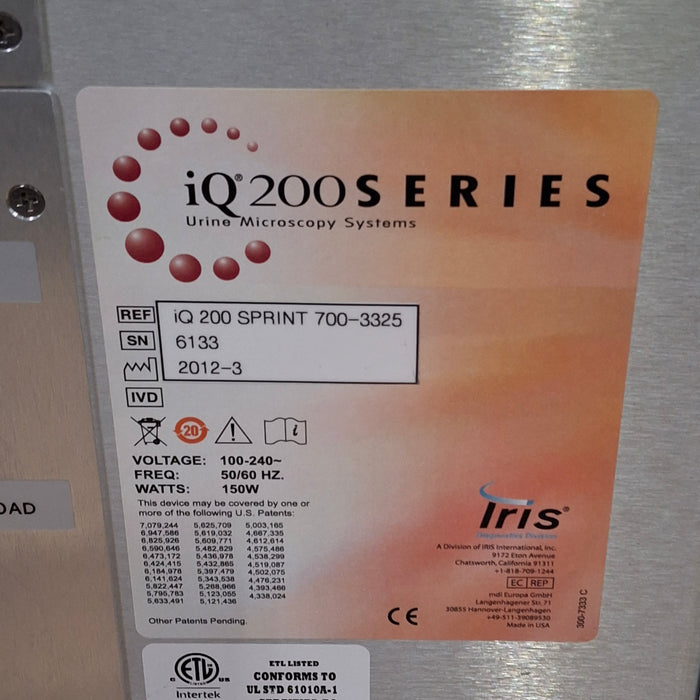 iQ® 200 SERIES
Urine Microscopy Systems
REF iQ 200 SPRINT 700-3325
SN 6133
2012-3
IVD
20
i
VOLTAGE: 100-240~
FREQ: 50/60 HZ.
WATTS: 150W
This device may be covered by one or
more of the following U.S. Patents:
7,079,244 5,625,709 5,003,165
6,947,586 5,619,032 4,667,335
6,825,926 5,609,771 4,612,614
6,590,646 5,482,829 4,575,486
6,473,172 5,436,978 4,538,299
6,424,415 5,432,865 4,519,087
6,184,978 5,397,479 4,502,075
6,141,624 5,343,538 4,476,231
5,822,447 5,268,966 4,393,466
5,795,783 5,123,055 4,338,024
5,633,491 5,121,436
Other Patents Pending.
Iris®
Diagnostics Division
A Division of IRIS International, Inc.
9172 Eton Avenue
Chatsworth, California 91311
+1-818-709-1244
EC REP
mdi Europa GmbH
Langenhagener Str. 71
30855 Hannover-Langenhagen
+49-511-39089530
Made in USA
CE
300-7333 C
OAD
ETL
US
Intertek
ETL LISTED
CONFORMS TO
UL STD 61010A-1